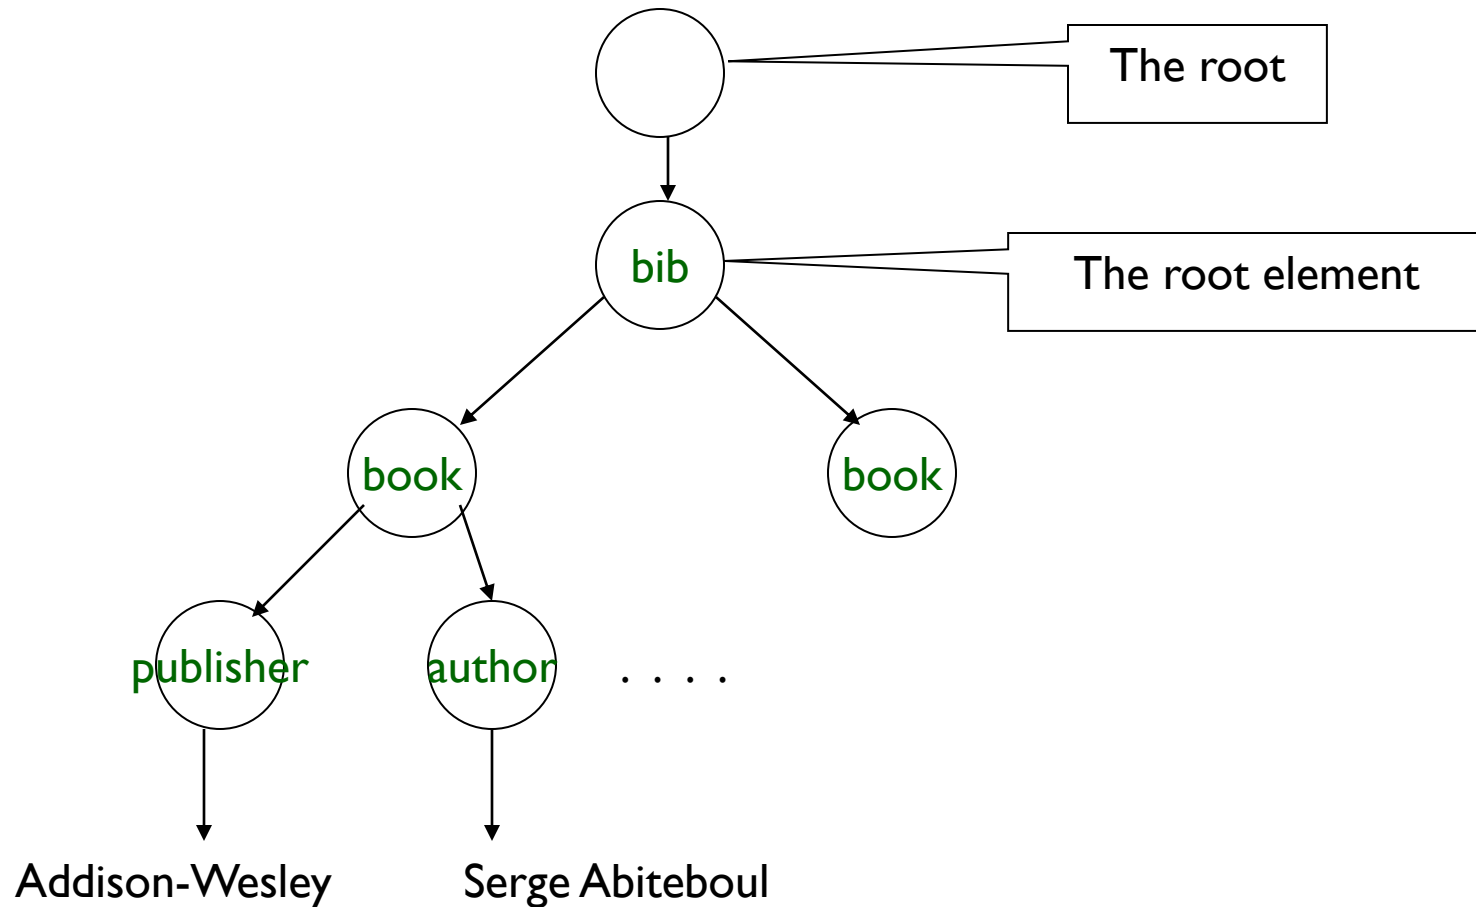 The root
bib
The root element
book
book
publisher
author
. . . .
Addison-Wesley
Serge Abiteboul